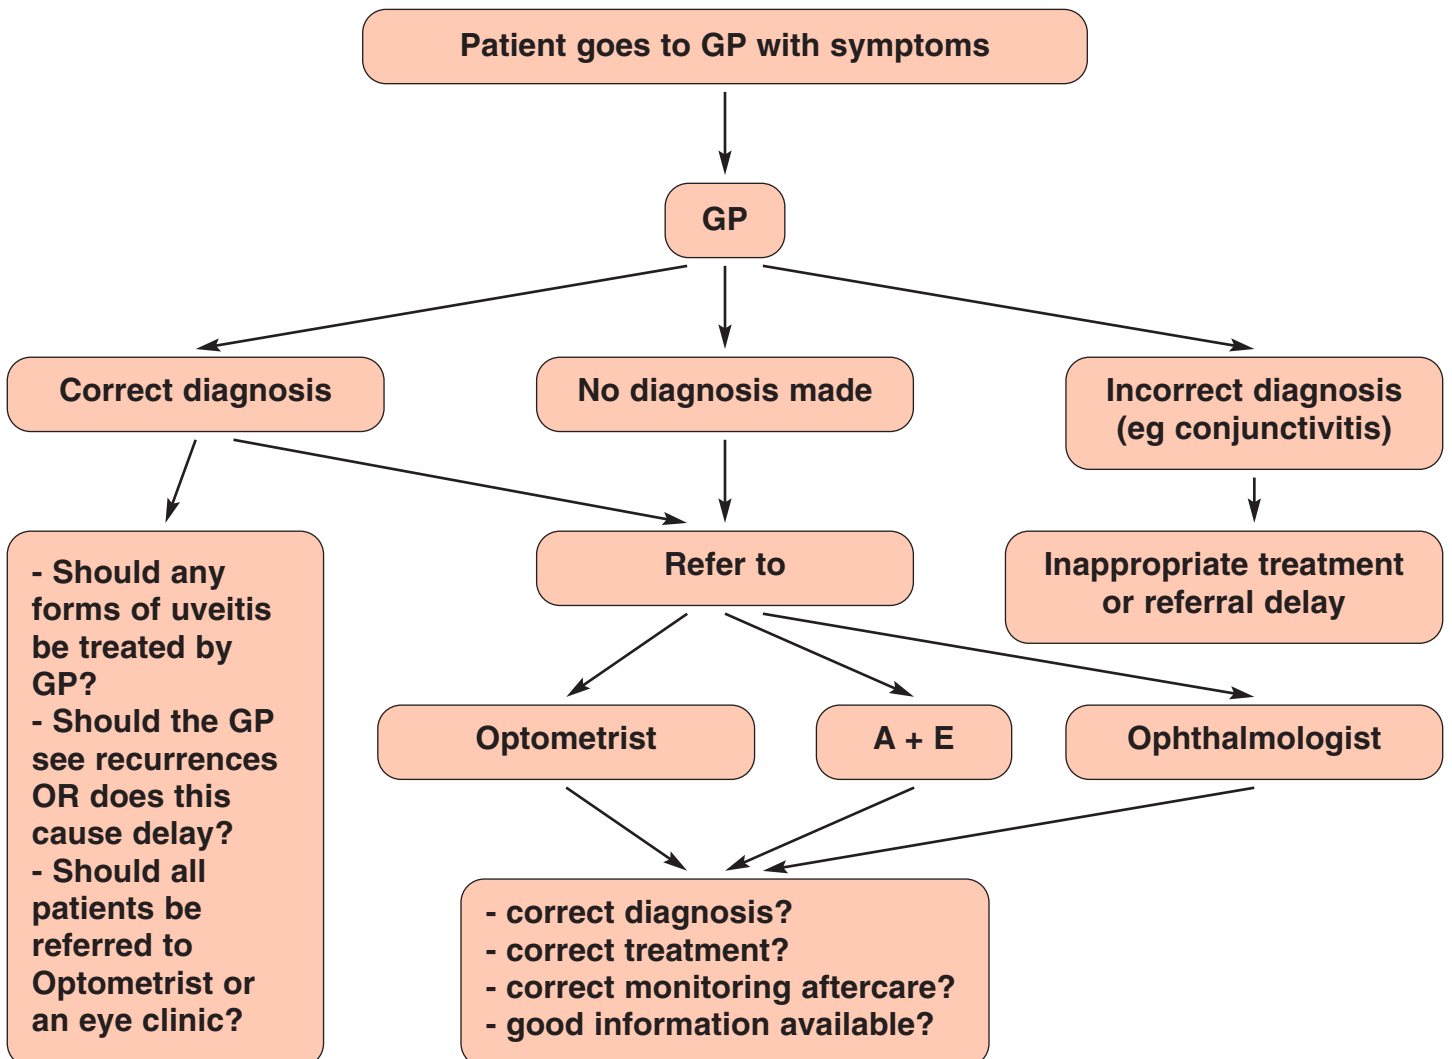 Patient goes to GP with symptoms
GP
Correct diagnosis
No diagnosis made
Incorrect diagnosis
(eg conjunctivitis)
- Should any
forms of uveitis
be treated by
GP?
- Should the GP
see recurrences
OR does this
cause delay?
- Should all
patients be
referred to
Optometrist or
an eye clinic?
Refer to
Inappropriate treatment
or referral delay
Optometrist
A + E
Ophthalmologist
- correct diagnosis?
- correct treatment?
- correct monitoring aftercare?
- good information available?